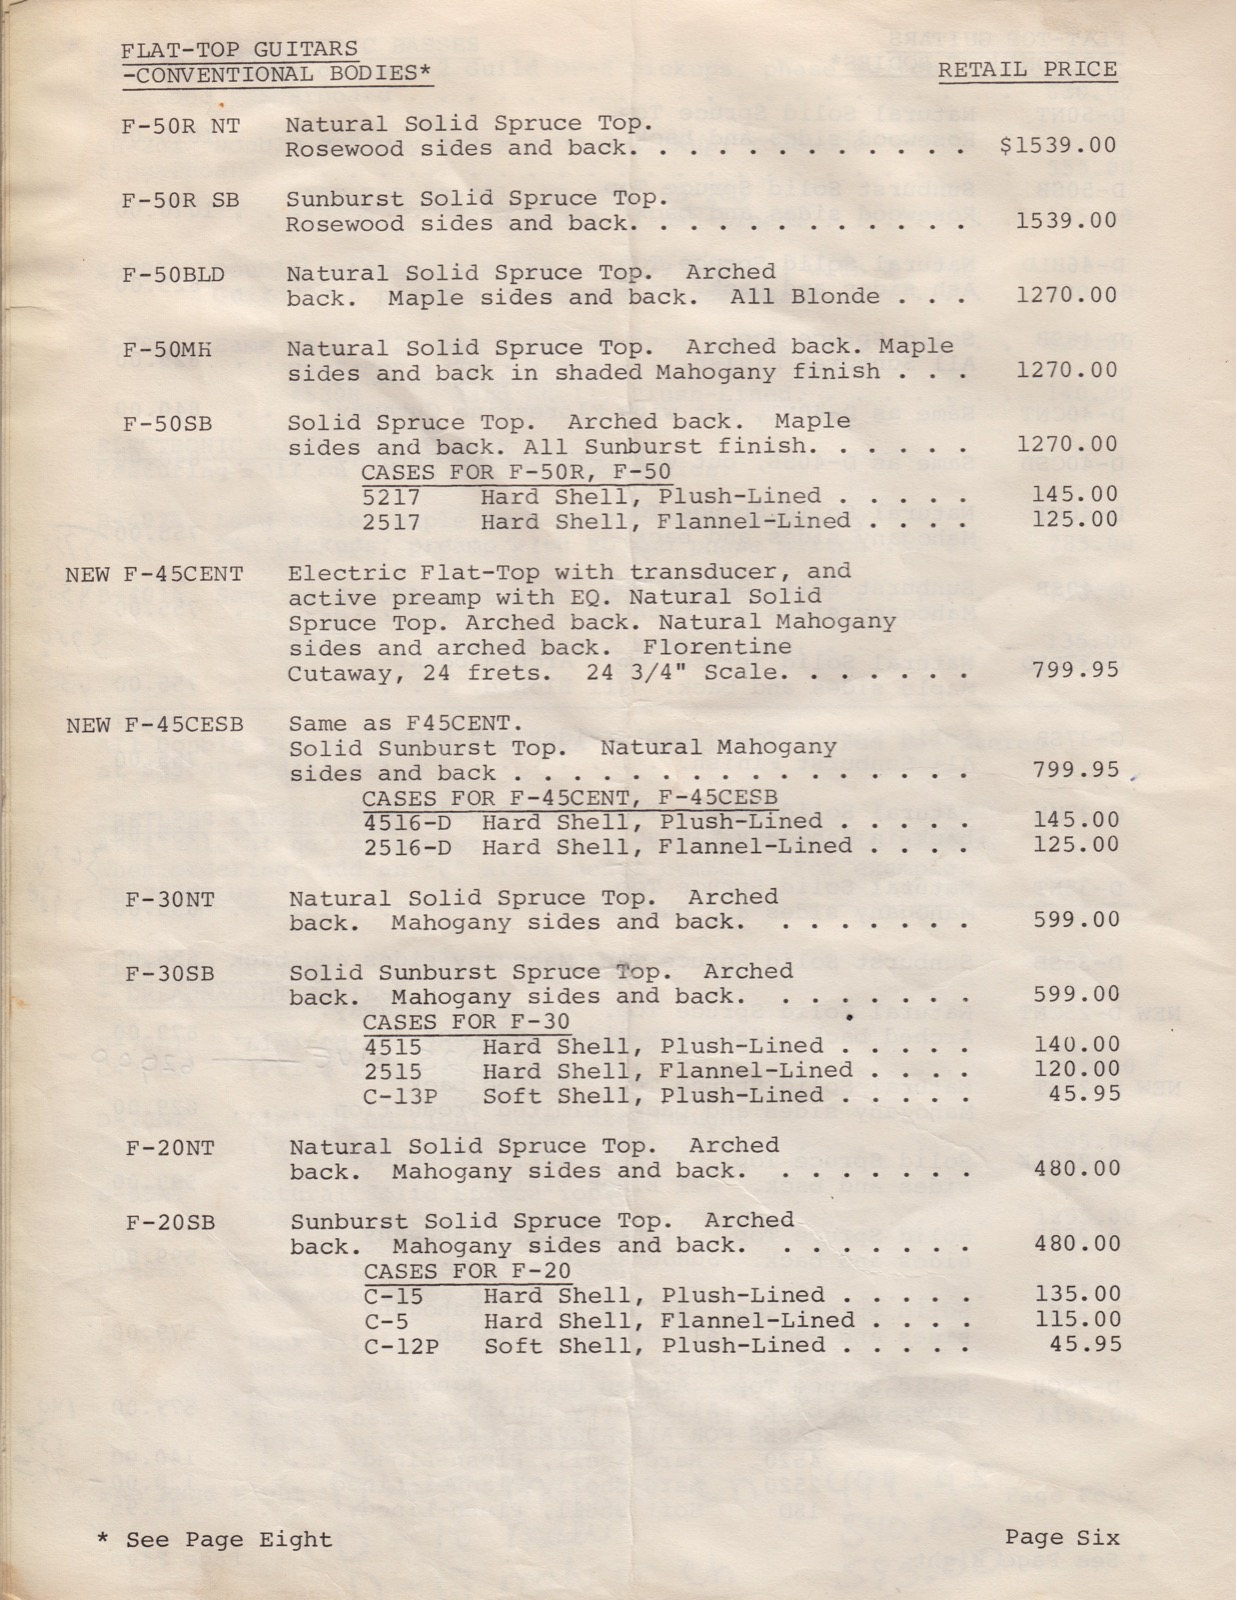 FLAT-TOP GUITARS
-CONVENTIONAL BODIES* RETAIL PRICE
F-50R NT Natural Solid Spruce Top.
Rosewood sides and back. . . . . . . . . . . . $1539.00
F-50R SB Sunburst Solid Spruce Top.
Rosewood sides and back. . . . . . . . . . . . 1539.00
F-50BLD Natural Solid Spruce Top. Arched
back. Maple sides and back. All Blonde . . . 1270.00
F-50MH Natural Solid Spruce Top. Arched back. Maple
sides and back in shaded Mahogany finish . . . 1270.00
F-50SB Solid Spruce Top. Arched back. Maple
sides and back. All Sunburst finish. . . . . . 1270.00
CASES FOR F-50R, F-50
5217 Hard Shell, Plush-Lined . . . . . 145.00
2517 Hard Shell, Flannel-Lined . . . . 125.00
NEW F-45CENT Electric Flat-Top with transducer, and
active preamp with EQ. Natural Solid
Spruce Top. Arched back. Natural Mahogany
sides and arched back. Florentine
Cutaway, 24 frets. 24 3/4" Scale. . . . . . . 799.95
NEW F-45CESB Same as F45CENT.
Solid Sunburst Top. Natural Mahogany
sides and back . . . . . . . . . . . . . . . . 799.95
CASES FOR F-45CENT, F-45CESB
4516-D Hard Shell, Plush-Lined . . . . . 145.00
2516-D Hard Shell, Flannel-Lined . . . . 125.00
F-30NT Natural Solid Spruce Top. Arched
back. Mahogany sides and back. . . . . . . . 599.00
F-30SB Solid Sunburst Spruce Top. Arched
back. Mahogany sides and back. . . . . . . . 599.00
CASES FOR F-30
4515 Hard Shell, Plush-Lined . . . . . 140.00
2515 Hard Shell, Flannel-Lined . . . . 120.00
C-13P Soft Shell, Plush-Lined . . . . . 45.95
F-20NT Natural Solid Spruce Top. Arched
back. Mahogany sides and back. . . . . . . . 480.00
F-20SB Sunburst Solid Spruce Top. Arched
back. Mahogany sides and back. . . . . . . . 480.00
CASES FOR F-20
C-15 Hard Shell, Plush-Lined . . . . . 135.00
C-5 Hard Shell, Flannel-Lined . . . . 115.00
C-12P Soft Shell, Plush-Lined . . . . . 45.95
* See Page Eight Page Six